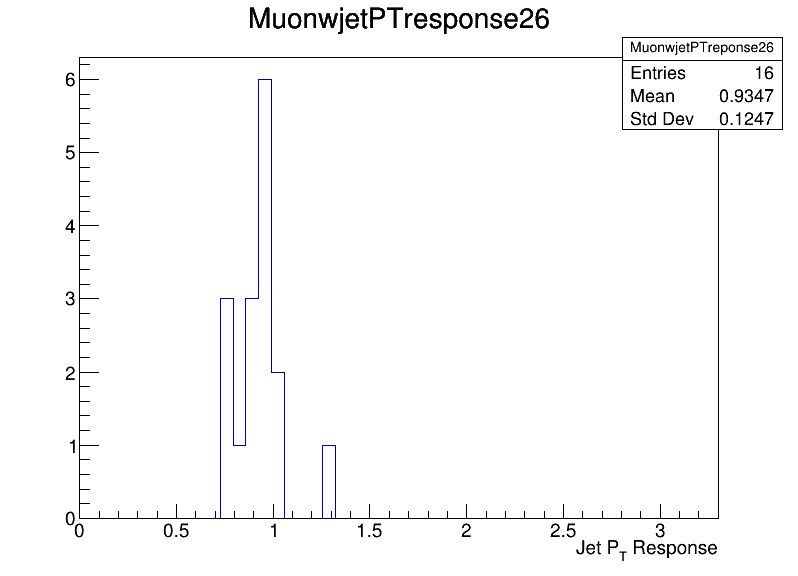 MuonwjetPTresponse26
MuonwjetPTreponse26
Entries 16
Mean 0.9347
Std Dev 0.1247
6
5
4
3
2
1
0
0 0.5 1 1.5 2 2.5 3
Jet PT Response